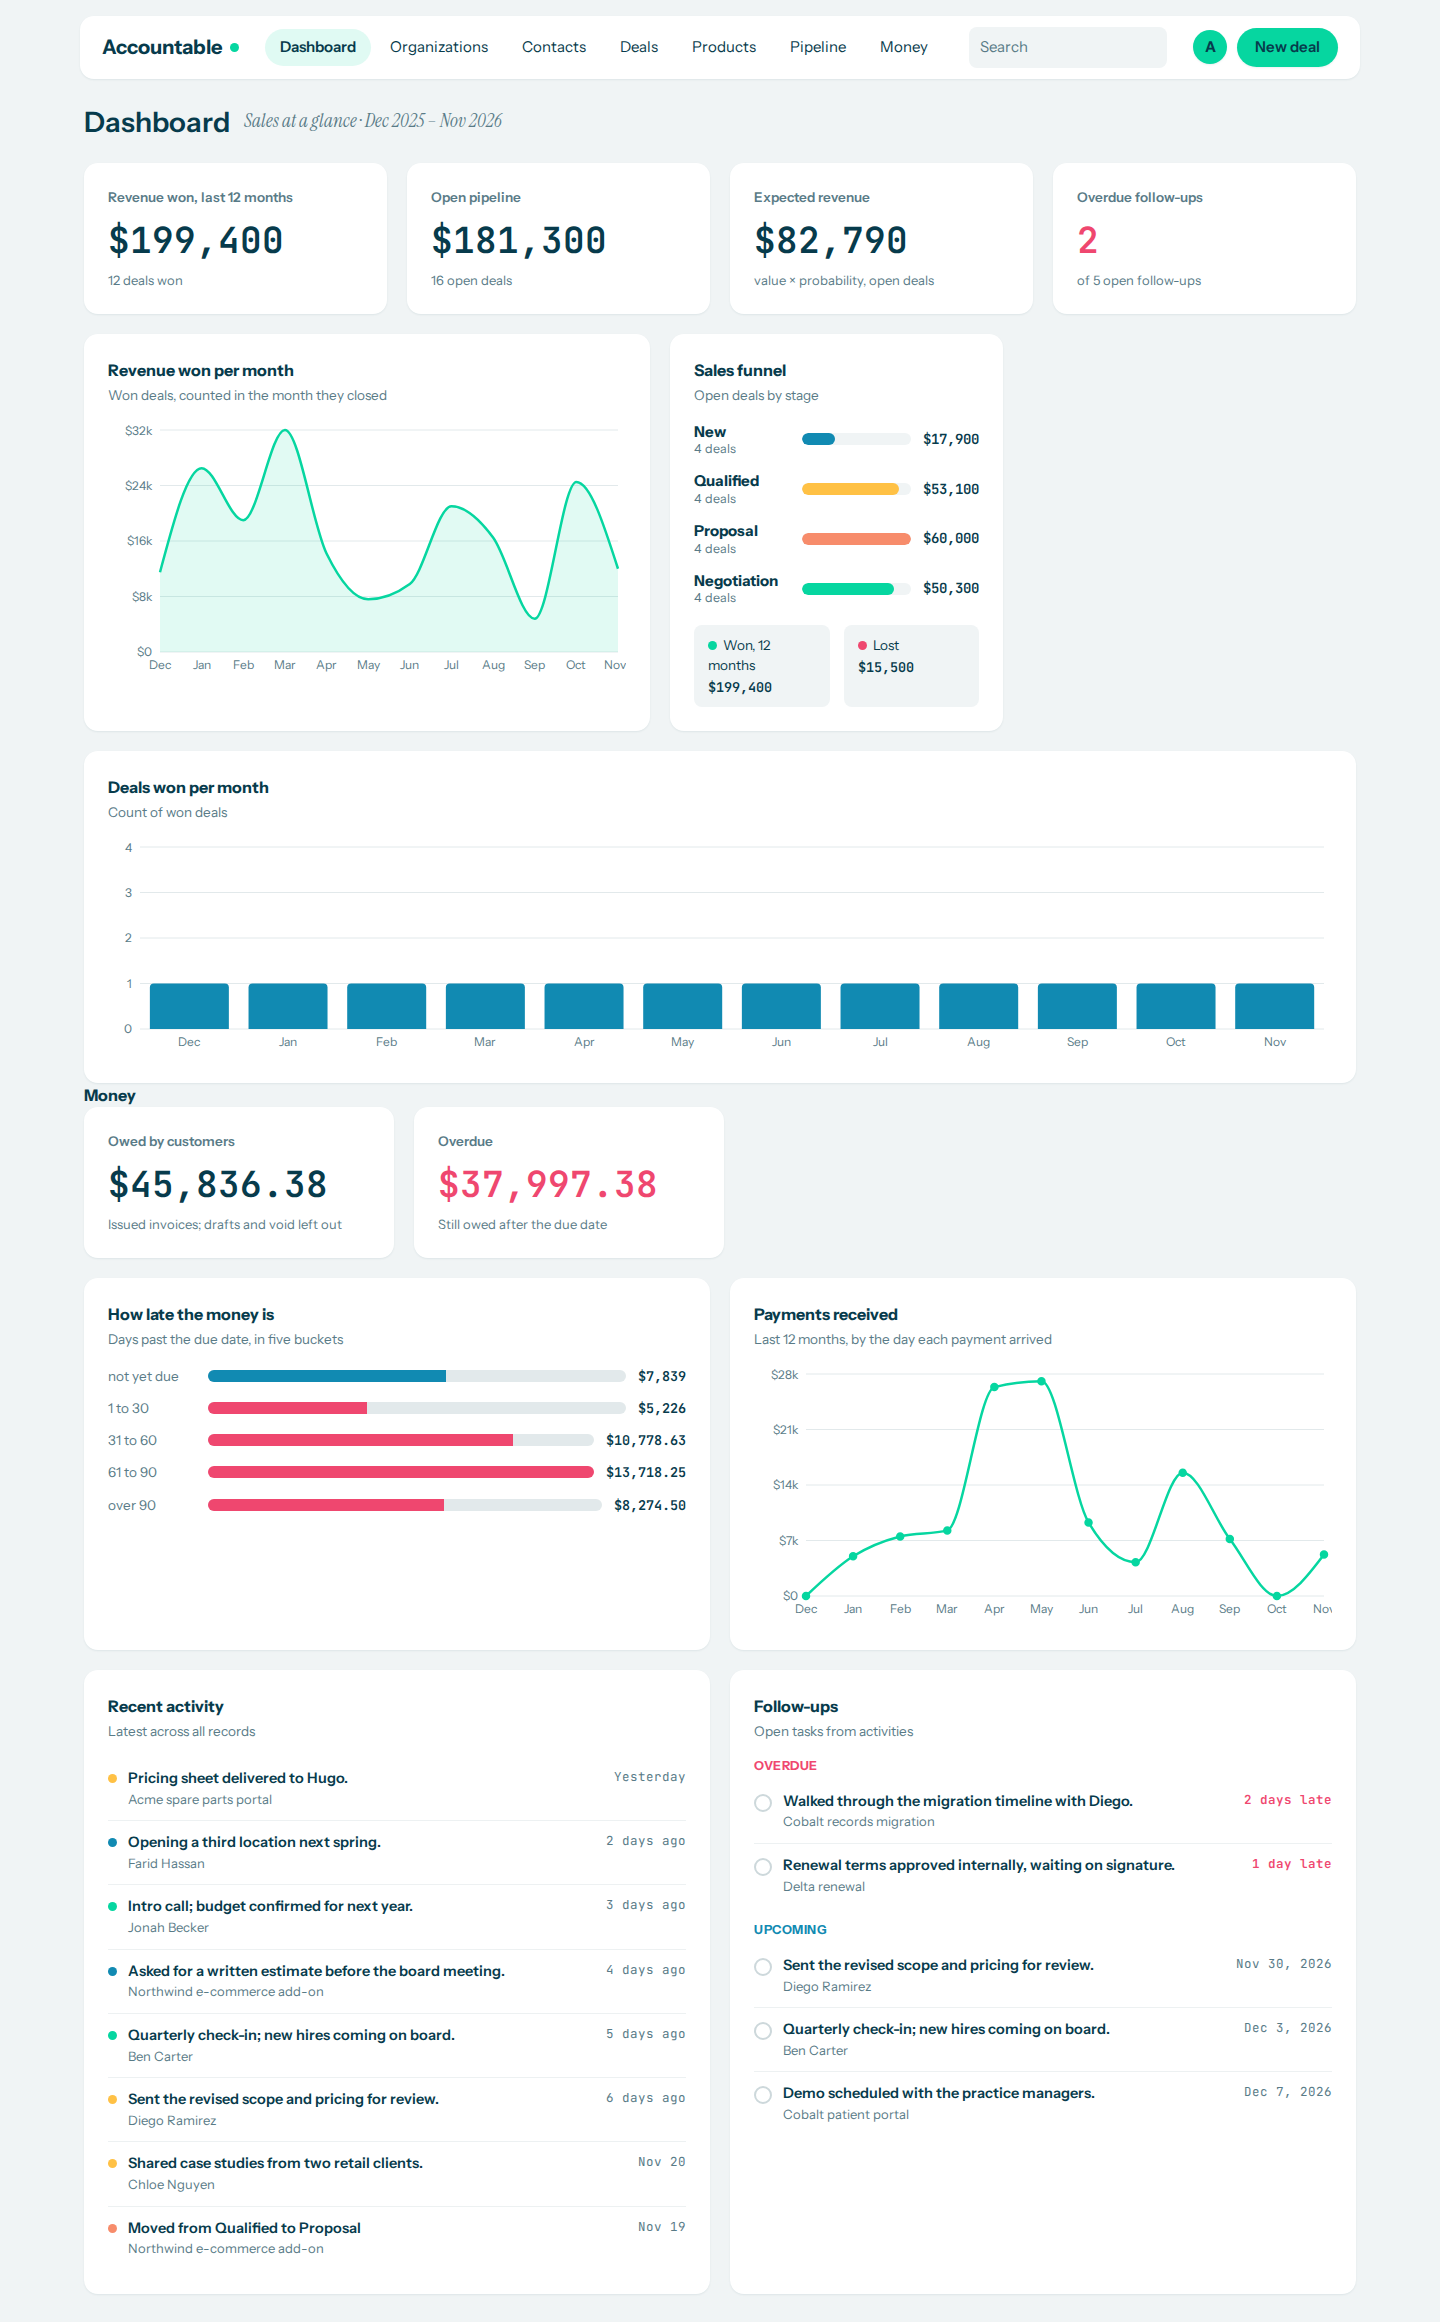 Accountable
Dashboard
Organizations
Contacts
Deals
Products
Pipeline
Money
Search
A
New deal
Dashboard
Sales at a glance · Dec 2025 – Nov 2026
Revenue won, last 12 months
$199,400
12 deals won
Open pipeline
$181,300
16 open deals
Expected revenue
$82,790
value × probability, open deals
Overdue follow-ups
2
of 5 open follow-ups
Revenue won per month
Won deals, counted in the month they closed
$32k
$24k
$16k
$8k
$0
Dec Jan Feb Mar Apr May Jun Jul Aug Sep Oct Nov
Sales funnel
Open deals by stage
New
4 deals
$17,900
Qualified
4 deals
$53,100
Proposal
4 deals
$60,000
Negotiation
4 deals
$50,300
Won, 12
months
$199,400
Lost
$15,500
Deals won per month
Count of won deals
4
3
2
1
0
Dec Jan Feb Mar Apr May Jun Jul Aug Sep Oct Nov
Money
Owed by customers
$45,836.38
Issued invoices; drafts and void left out
Overdue
$37,997.38
Still owed after the due date
How late the money is
Days past the due date, in five buckets
not yet due $7,839
1 to 30 $5,226
31 to 60 $10,778.63
61 to 90 $13,718.25
over 90 $8,274.50
Payments received
Last 12 months, by the day each payment arrived
$28k
$21k
$14k
$7k
$0
Dec Jan Feb Mar Apr May Jun Jul Aug Sep Oct Nov
Recent activity
Latest across all records
Pricing sheet delivered to Hugo. Yesterday
Acme spare parts portal
Opening a third location next spring. 2 days ago
Farid Hassan
Intro call; budget confirmed for next year. 3 days ago
Jonah Becker
Asked for a written estimate before the board meeting. 4 days ago
Northwind e-commerce add-on
Quarterly check-in; new hires coming on board. 5 days ago
Ben Carter
Sent the revised scope and pricing for review. 6 days ago
Diego Ramirez
Shared case studies from two retail clients. Nov 20
Chloe Nguyen
Moved from Qualified to Proposal Nov 19
Northwind e-commerce add-on
Follow-ups
Open tasks from activities
OVERDUE
Walked through the migration timeline with Diego. 2 days late
Cobalt records migration
Renewal terms approved internally, waiting on signature. 1 day late
Delta renewal
UPCOMING
Sent the revised scope and pricing for review. Nov 30, 2026
Diego Ramirez
Quarterly check-in; new hires coming on board. Dec 3, 2026
Ben Carter
Demo scheduled with the practice managers. Dec 7, 2026
Cobalt patient portal